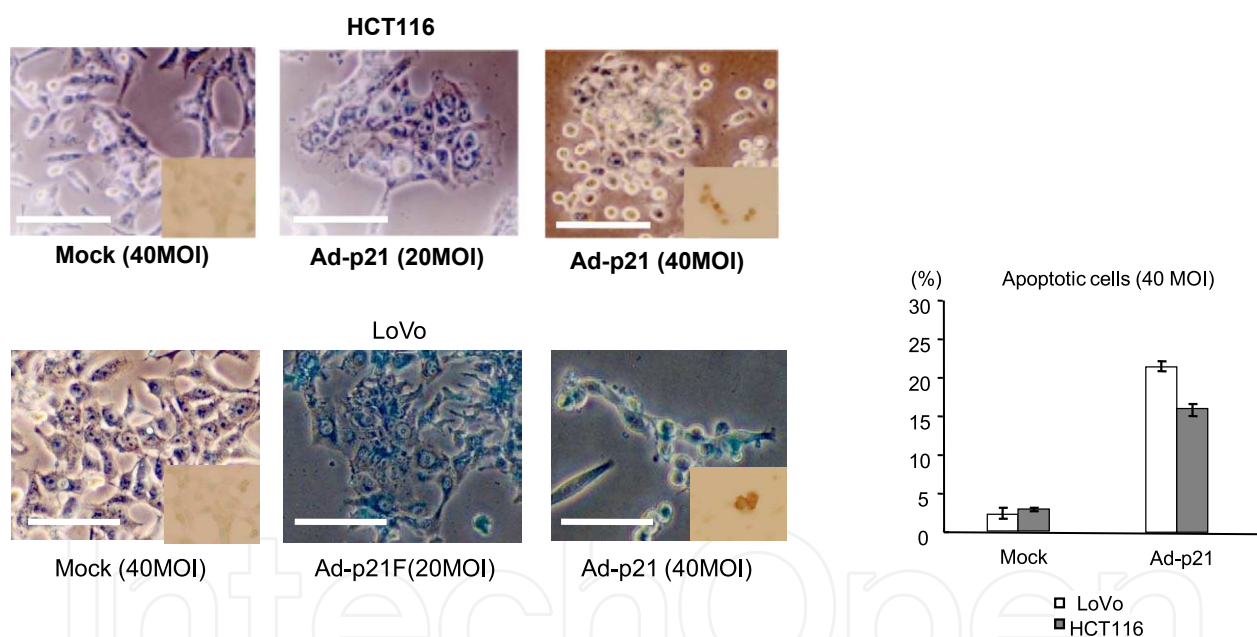 HCT116
Mock (40MOI)
Ad-p21 (20MOI)
Ad-p21 (40MOI)
LoVo
Mock (40MOI)
Ad-p21F(20MOI)
Ad-p21 (40MOI)
(%)
Apoptotic cells (40 MOI)
30
25
20
15
10
5
0
Mock
Ad-p21
LoVo
HCT116
IntechOpen